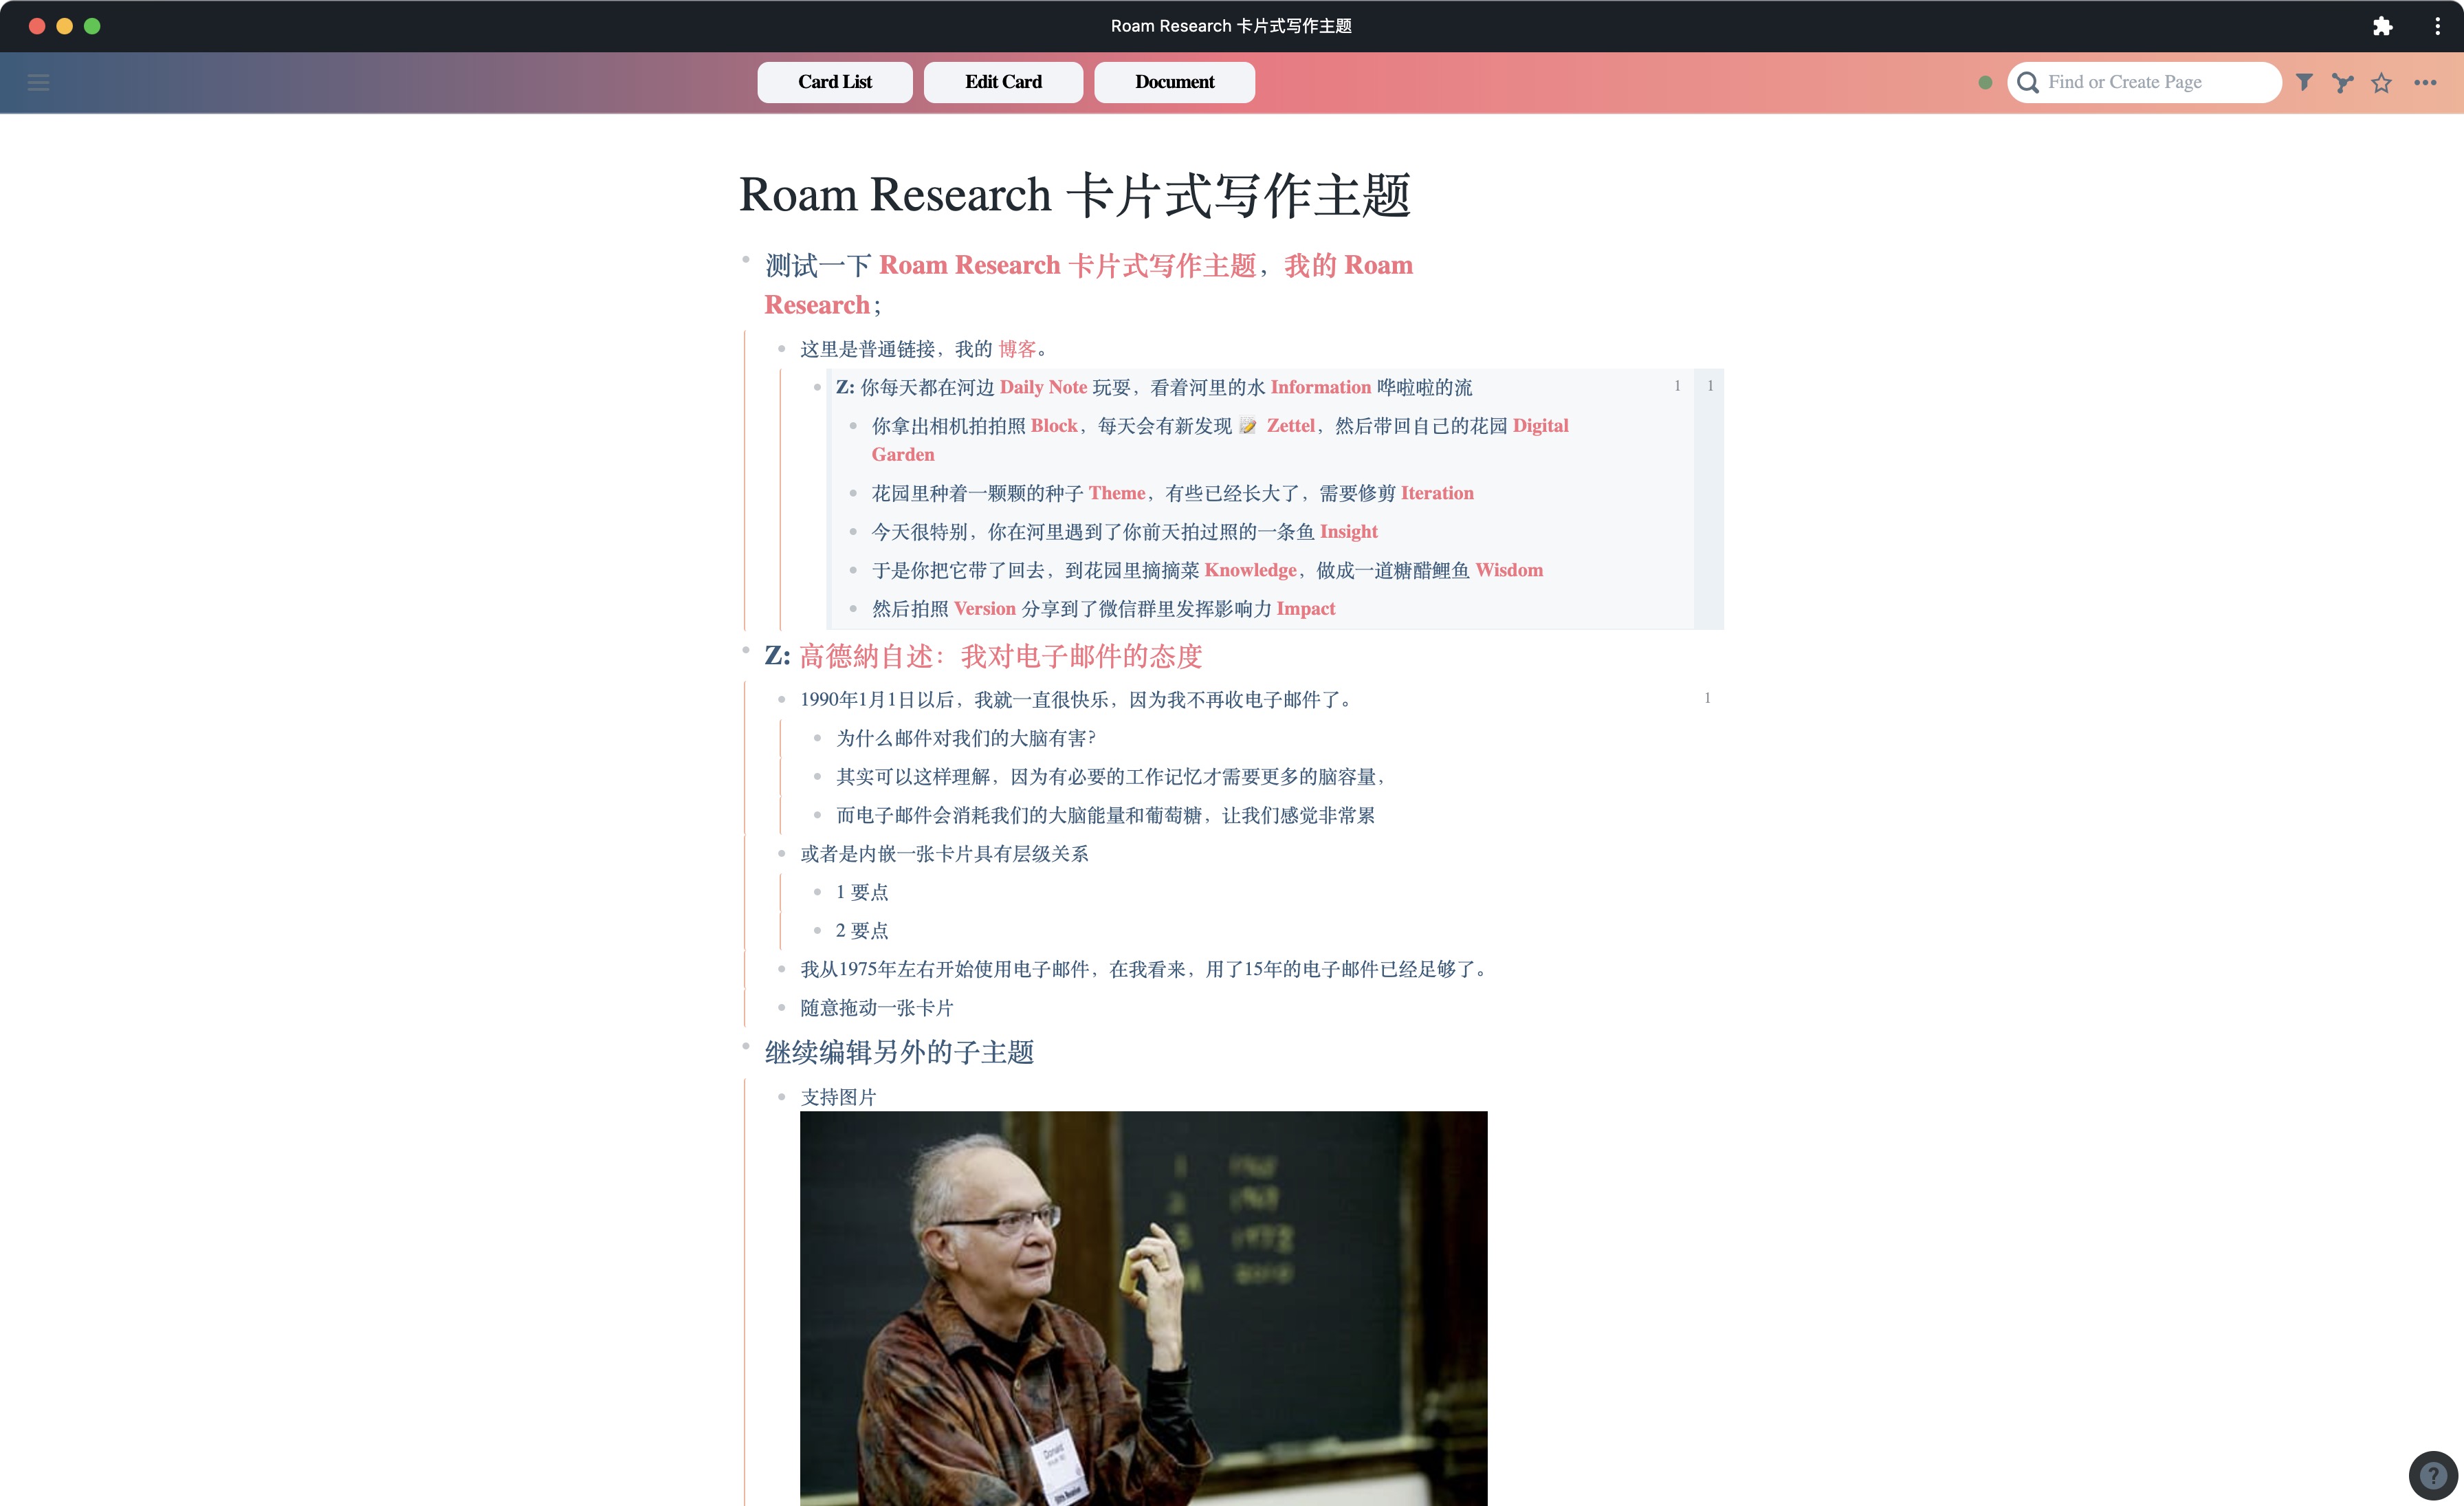 Roam Research 卡片式写作主题
Card List
Edit Card
Document
Find or Create Page
Roam Research 卡片式写作主题
测试一下 Roam Research 卡片式写作主题，我的 Roam
Research；
这里是普通链接，我的 博客。
Z: 你每天都在河边 Daily Note 玩耍，看着河里的水 Information 哗啦啦的流
1
1
你拿出相机拍拍照 Block，每天会有新发现 📝 Zettel，然后带回自己的花园 Digital
Garden
花园里种着一颗颗的种子 Theme，有些已经长大了，需要修剪 Iteration
今天很特别，你在河里遇到了你前天拍过照的一条鱼 Insight
于是你把它带了回去，到花园里摘摘菜 Knowledge，做成一道糖醋鲤鱼 Wisdom
然后拍照 Version 分享到了微信群里发挥影响力 Impact
Z: 高德纳自述：我对电子邮件的态度
1990年1月1日以后，我就一直很快乐，因为我不再收电子邮件了。
1
为什么邮件对我们的大脑有害？
其实可以这样理解，因为有必要的工作记忆才需要更多的脑容量，
而电子邮件会消耗我们的大脑能量和葡萄糖，让我们感觉非常累
或者是内嵌一张卡片具有层级关系
1 要点
2 要点
我从1975年左右开始使用电子邮件，在我看来，用了15年的电子邮件已经足够了。
随意拖动一张卡片
继续编辑另外的子主题
支持图片
Donald
?